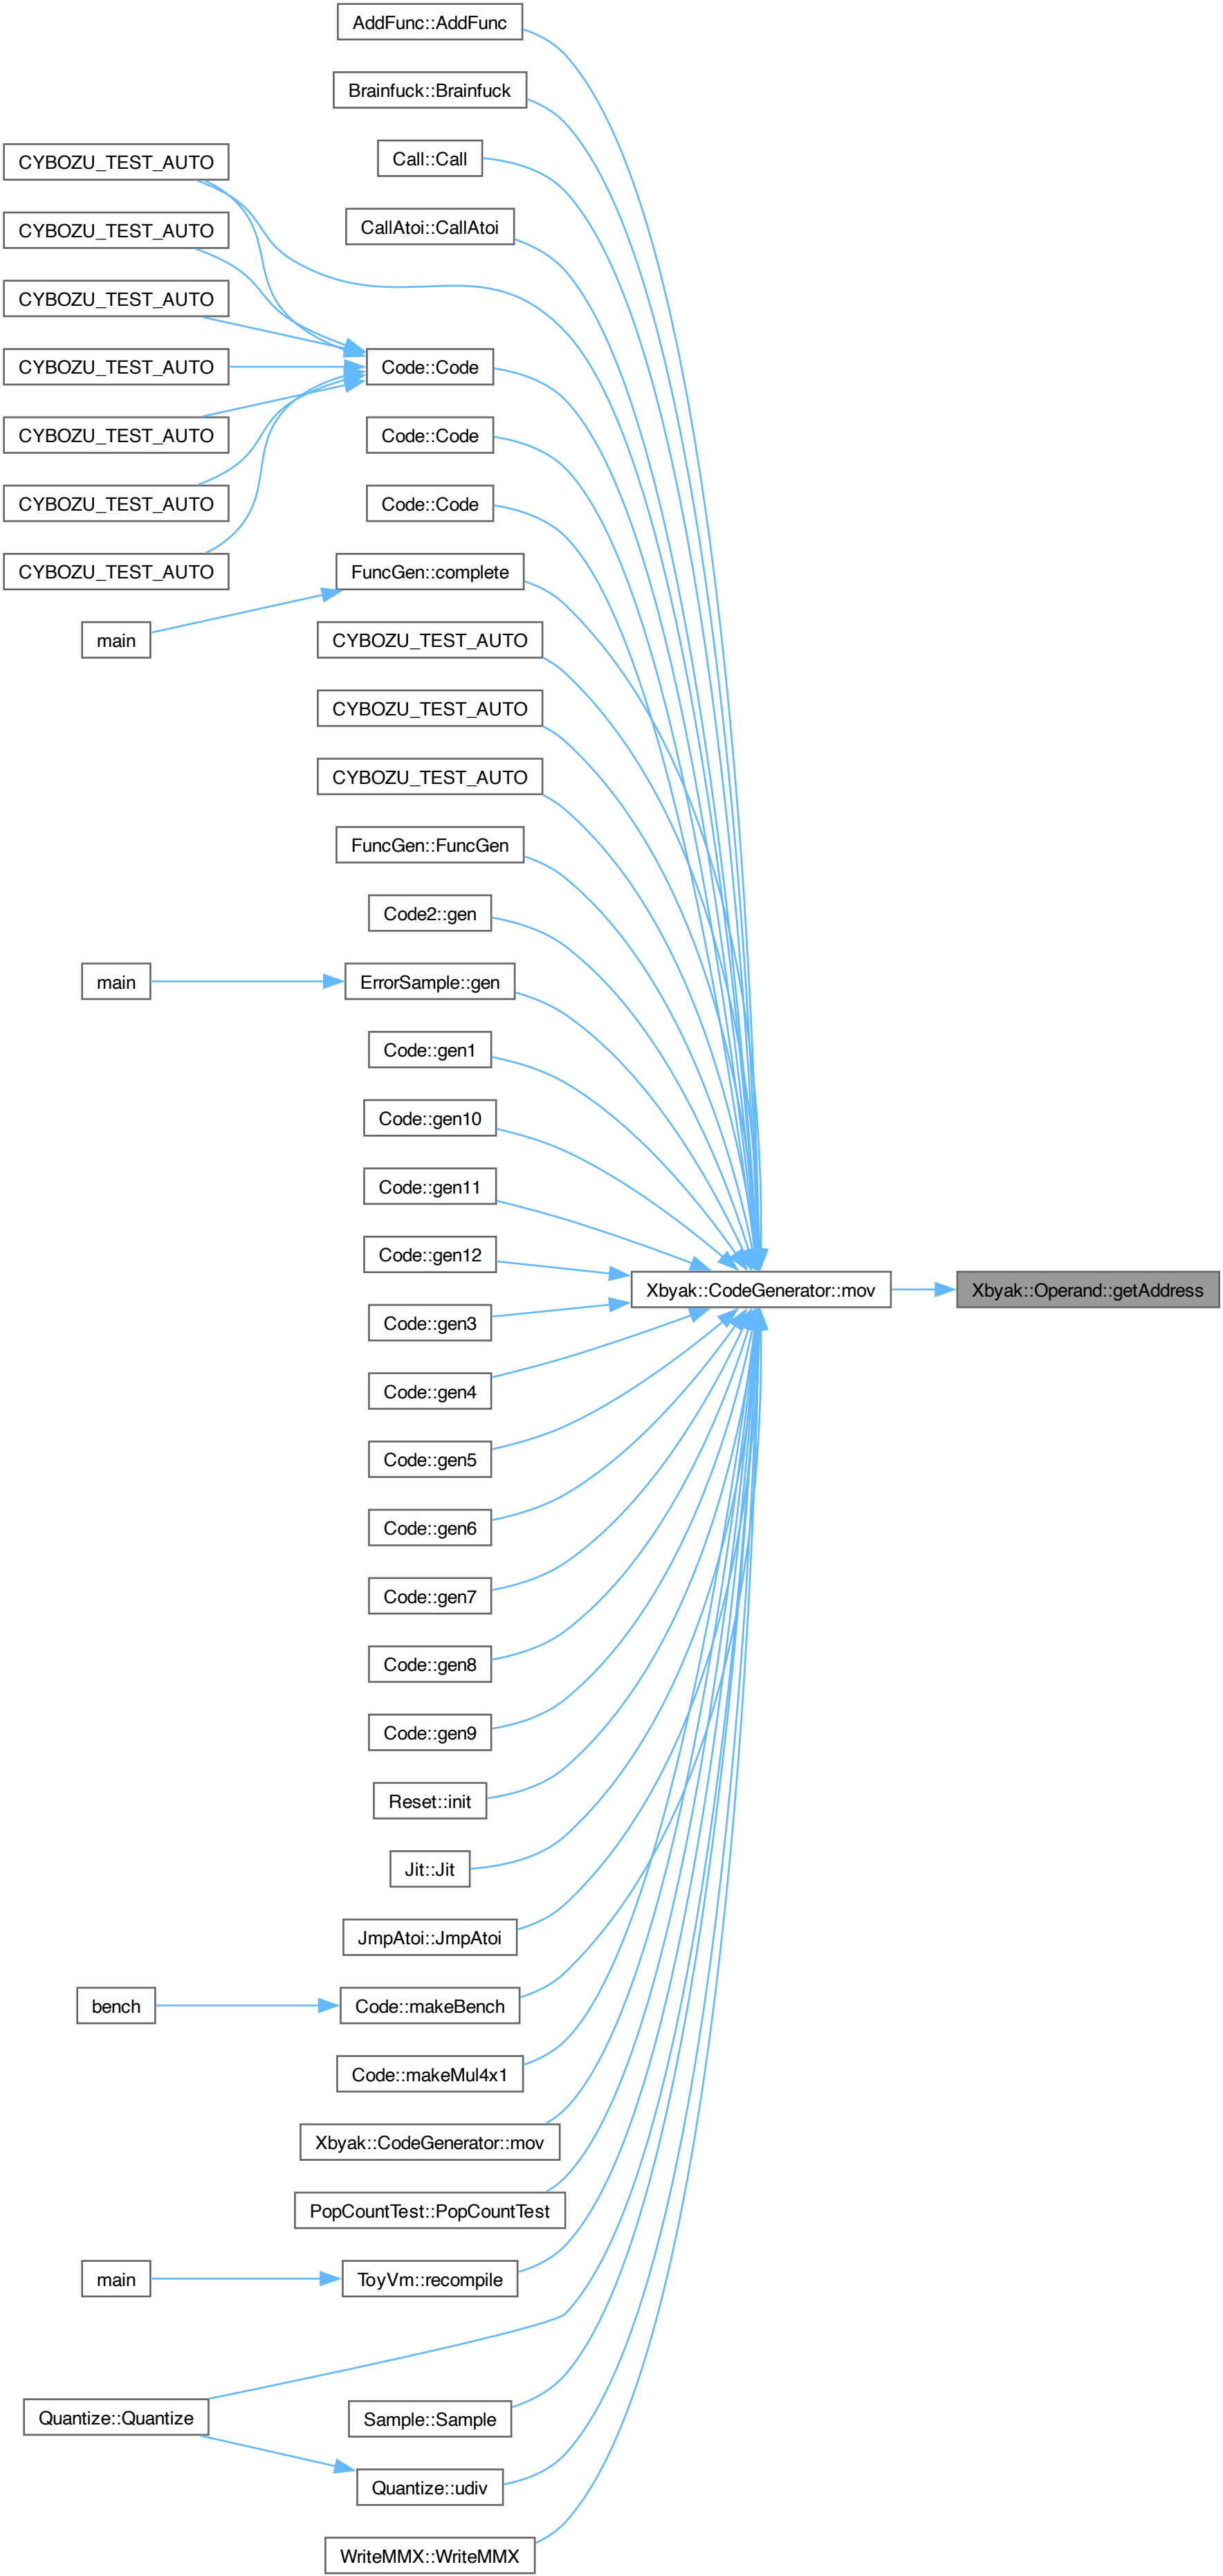 AddFunc::AddFunc
Brainfuck::Brainfuck
Call::Call
CYBOZU_TEST_AUTO
CallAtoi::CallAtoi
CYBOZU_TEST_AUTO
CYBOZU_TEST_AUTO
CYBOZU_TEST_AUTO
Code::Code
CYBOZU_TEST_AUTO
Code::Code
CYBOZU_TEST_AUTO
Code::Code
CYBOZU_TEST_AUTO
FuncGen::complete
main
CYBOZU_TEST_AUTO
CYBOZU_TEST_AUTO
CYBOZU_TEST_AUTO
FuncGen::FuncGen
Code2::gen
main
ErrorSample::gen
Code::gen1
Code::gen10
Code::gen11
Code::gen12
Xbyak::CodeGenerator::mov
Xbyak::Operand::getAddress
Code::gen3
Code::gen4
Code::gen5
Code::gen6
Code::gen7
Code::gen8
Code::gen9
Reset::init
Jit::Jit
JmpAtoi::JmpAtoi
bench
Code::makeBench
Code::makeMul4x1
Xbyak::CodeGenerator::mov
PopCountTest::PopCountTest
main
ToyVm::recompile
Quantize::Quantize
Sample::Sample
Quantize::udiv
WriteMMX::WriteMMX